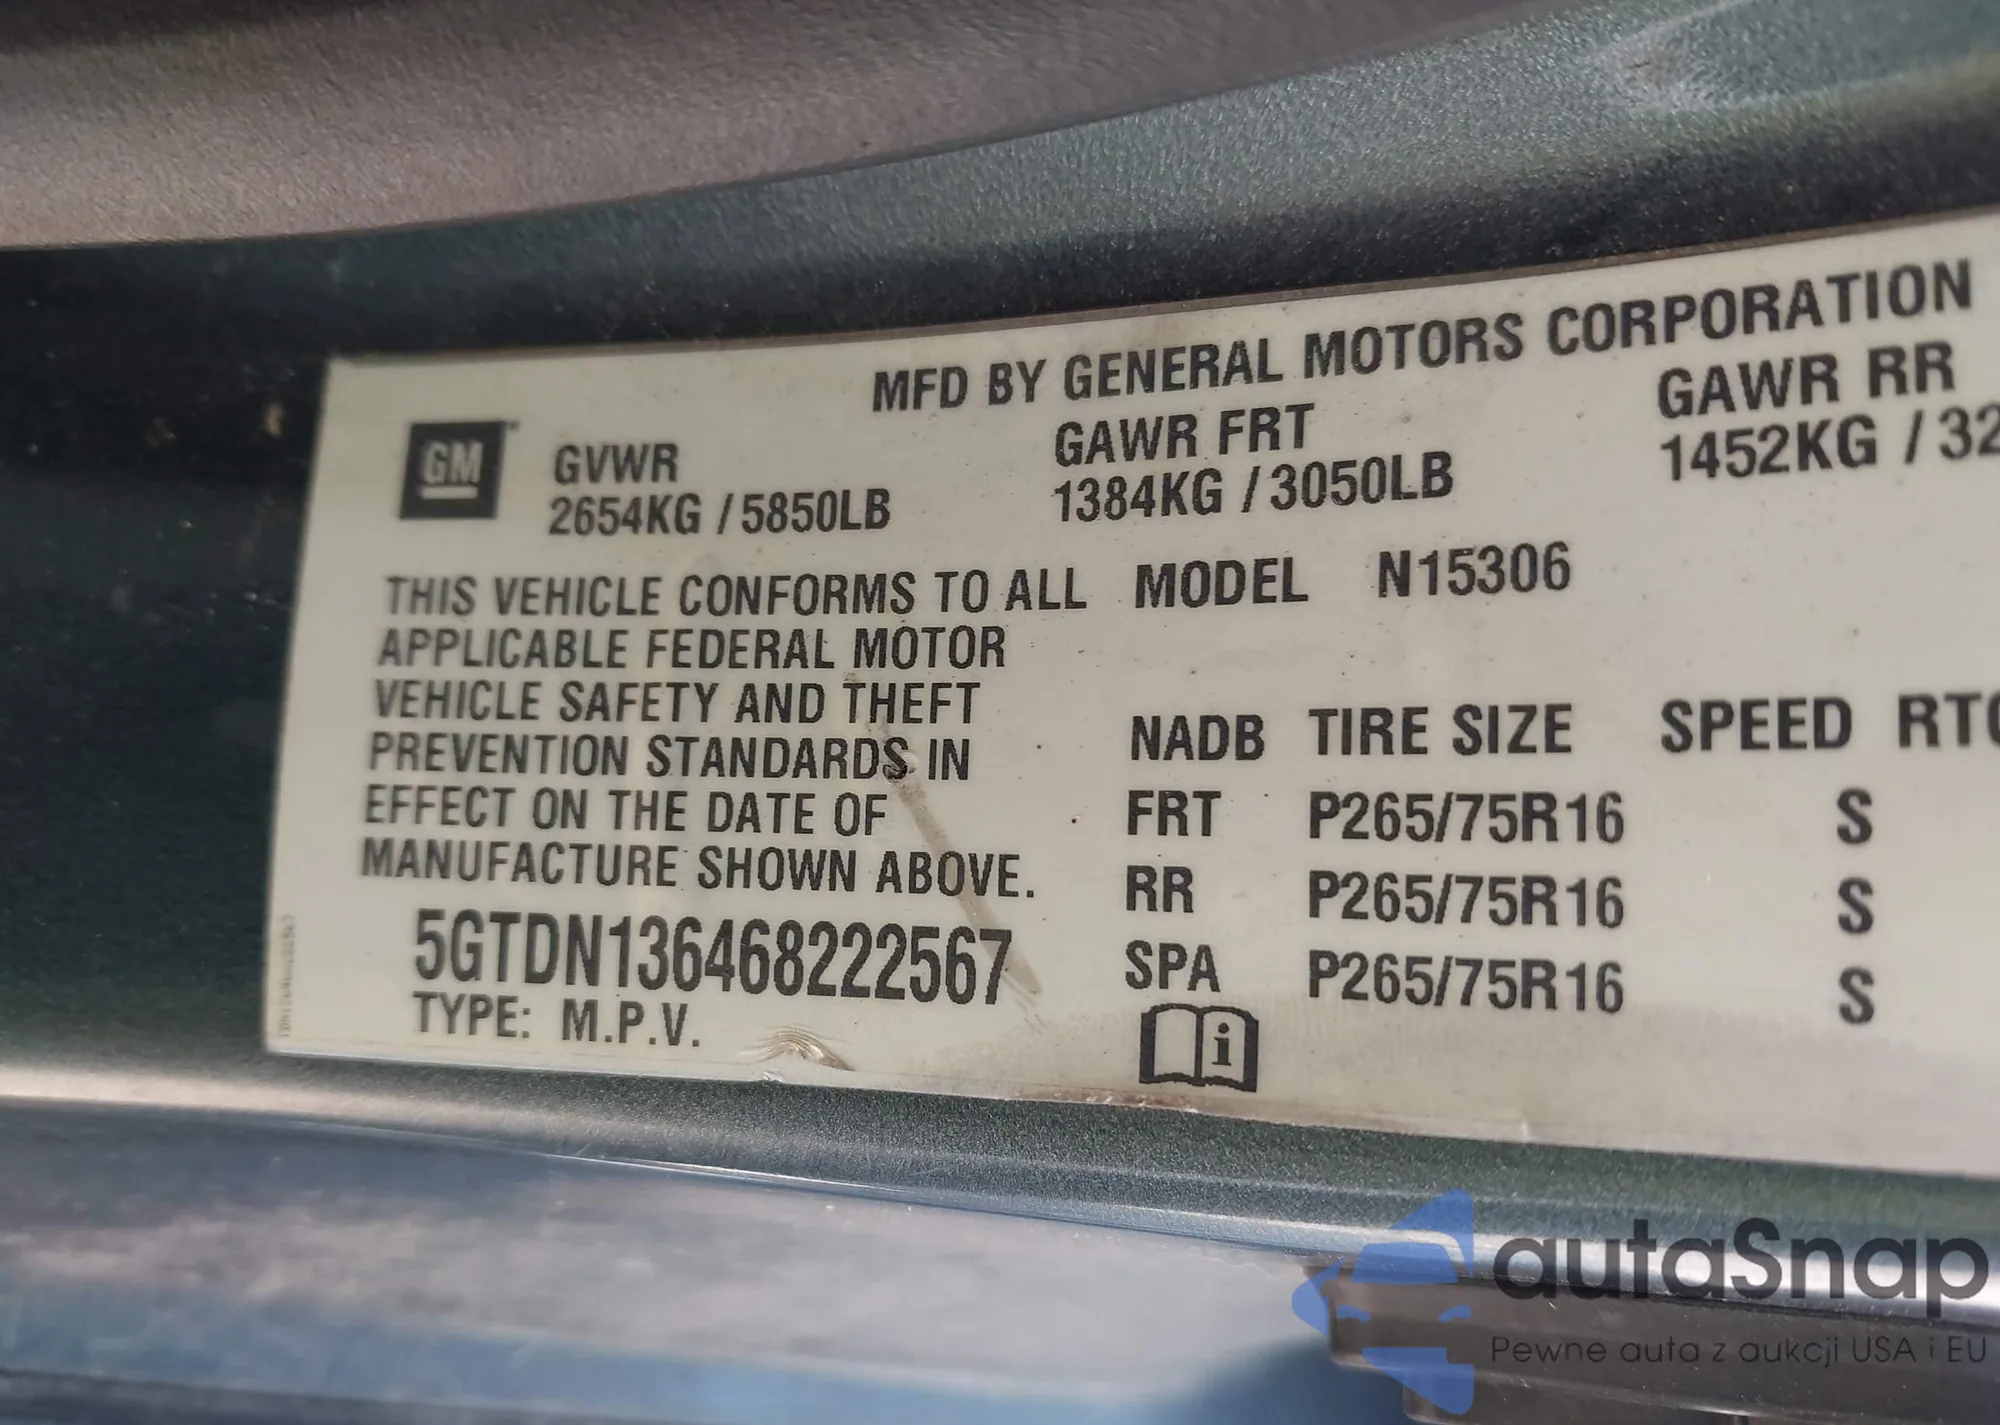 MFD BY GENERAL MOTORS CORPORATION
GM GVWR GAWR FRT GAWR RR
2654KG / 5850LB 1384KG / 3050LB 1452KG / 32
THIS VEHICLE CONFORMS TO ALL MODEL N15306
APPLICABLE FEDERAL MOTOR
VEHICLE SAFETY AND THEFT
PREVENTION STANDARDS IN
EFFECT ON THE DATE OF
MANUFACTURE SHOWN ABOVE.
5GTDN136468222567
TYPE: M.P.V.
NADB TIRE SIZE SPEED RTG
FRT P265/75R16 S
RR P265/75R16 S
SPA P265/75R16 S
i
autaSnap
Pewne auta z aukcji USA i EU